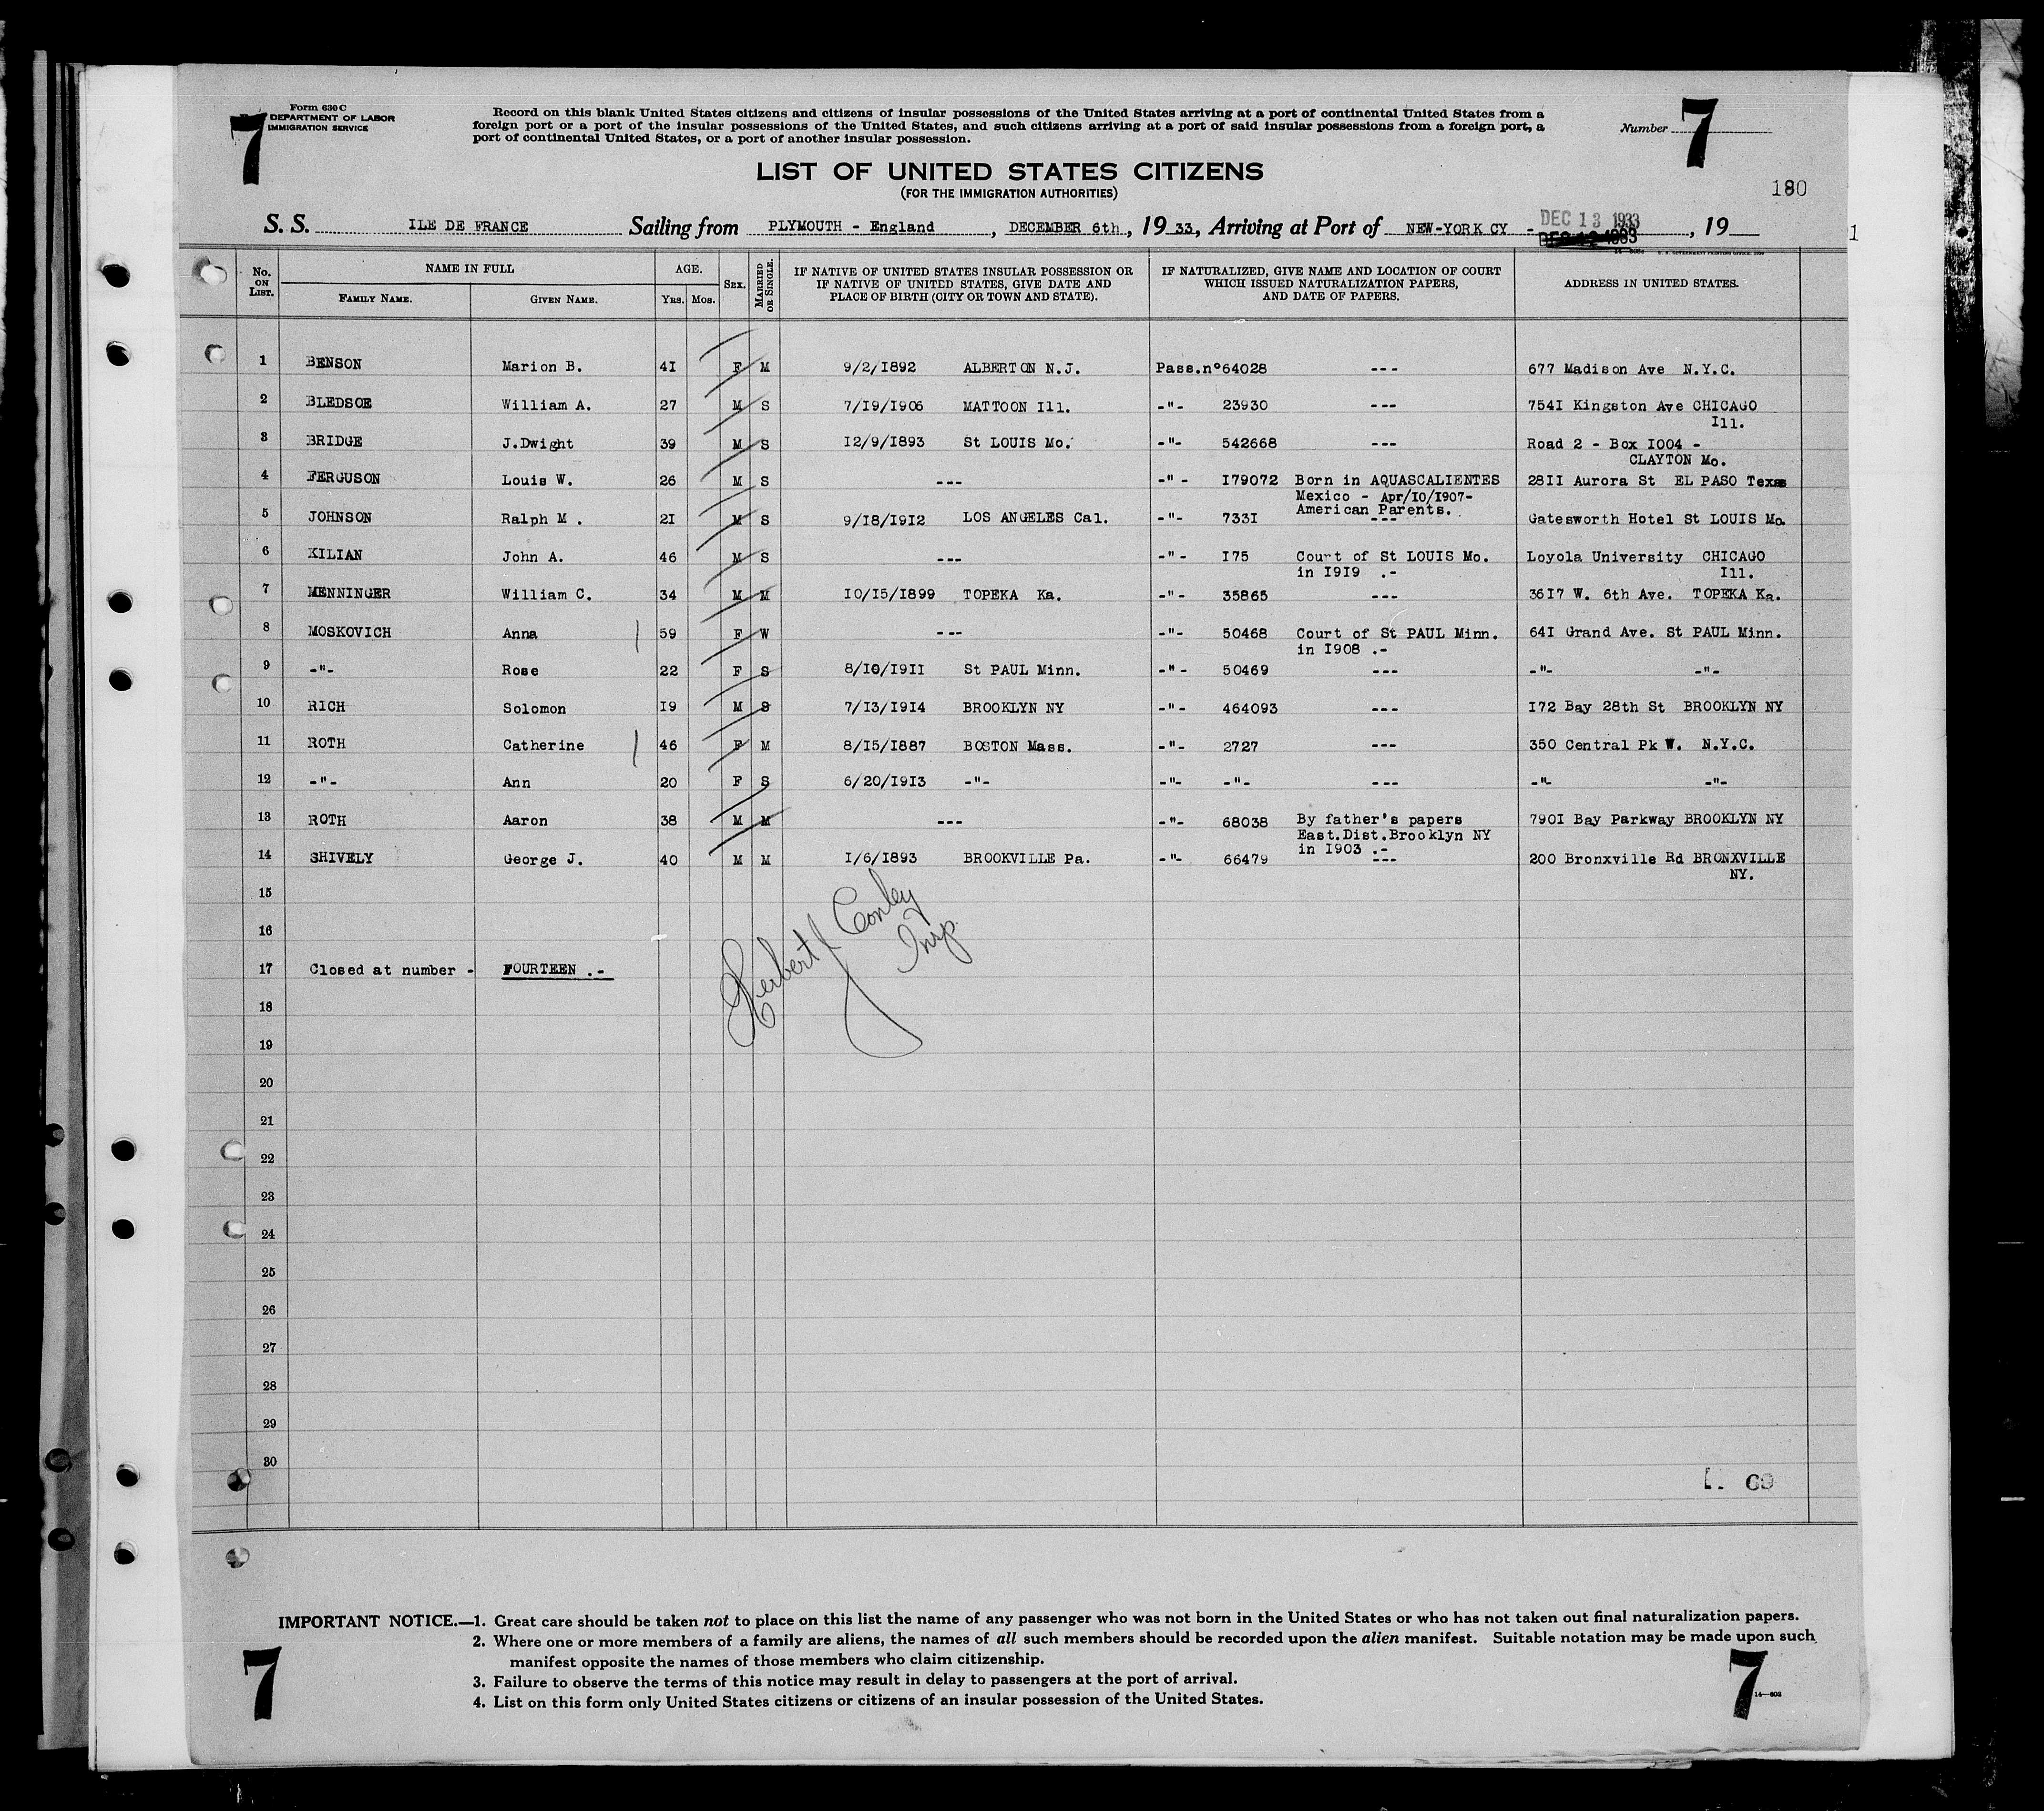 7
Form 630 C
DEPARTMENT OF LABOR
IMMIGRATION SERVICE
Record on this blank United States citizens and citizens of insular possessions of the United States arriving at a port of continental United States from a
foreign port or a port of the insular possessions of the United States, and such citizens arriving at a port of said insular possessions from a foreign port, a
port of continental United States, or a port of another insular possession.
Number 7
LIST OF UNITED STATES CITIZENS
(FOR THE IMMIGRATION AUTHORITIES)
180
S. S. ILE DE FRANCE Sailing from PLYMOUTH - England, DECEMBER 6th, 19 33, Arriving at Port of NEW-YORK CY - DEC 13 1933, 19
1
No. ON LIST. NAME IN FULL AGE. SEX. MARRIED OR SINGLE. IF NATIVE OF UNITED STATES INSULAR POSSESSION OR IF NATIVE OF UNITED STATES, GIVE DATE AND PLACE OF BIRTH (CITY OR TOWN AND STATE). IF NATURALIZED, GIVE NAME AND LOCATION OF COURT WHICH ISSUED NATURALIZATION PAPERS, AND DATE OF PAPERS. ADDRESS IN UNITED STATES.
FAMILY NAME. GIVEN NAME. YRS. MOS.
1 BENSON Marion B. 41 F M 9/2/1892 ALBERTON N.J. Pass.n°64028 --- 677 Madison Ave N.Y.C.
2 BLEDSOE William A. 27 M S 7/19/1906 MATTOON Ill. -"- 23930 --- 7541 Kingston Ave CHICAGO
Ill.
3 BRIDGE J.Dwight 39 M S 12/9/1893 St LOUIS Mo. -"- 542668 --- Road 2 - Box 1004 -
CLAYTON Mo.
4 FERGUSON Louis W. 26 M S --- -"- 179072 Born in AQUASCALIENTES 2811 Aurora St EL PASO Texas
Mexico - Apr/10/1907-
American Parents.
5 JOHNSON Ralph M . 21 M S 9/18/1912 LOS ANGELES Cal. -"- 7331 --- Gatesworth Hotel St LOUIS Mo.
6 KILIAN John A. 46 M S --- -"- 175 Court of St LOUIS Mo. Loyola University CHICAGO
in 1919 .- Ill.
7 MENNINGER William C. 34 M M 10/15/1899 TOPEKA Ka. -"- 35865 --- 3617 W. 6th Ave. TOPEKA Ka.
8 MOSKOVICH Anna 59 F W --- -"- 50468 Court of St PAUL Minn. 641 Grand Ave. St PAUL Minn.
in 1908 .-
9 -"- Rose 22 F S 8/10/1911 St PAUL Minn. -"- 50469 --- -"- -"-
10 RICH Solomon 19 M S 7/13/1914 BROOKLYN NY -"- 464093 --- 172 Bay 28th St BROOKLYN NY
11 ROTH Catherine 46 F M 8/15/1887 BOSTON Mass. -"- 2727 --- 350 Central Pk W. N.Y.C.
12 -"- Ann 20 F S 6/20/1913 -"- -"- -"- --- -"- -"-
13 ROTH Aaron 38 M M --- -"- 68038 By father's papers 7901 Bay Parkway BROOKLYN NY
East.Dist.Brooklyn NY
in 1903 .-
14 SHIVELY George J. 40 M M 1/6/1893 BROOKVILLE Pa. -"- 66479 --- 200 Bronxville Rd BRONXVILLE
NY.
15
16
Herbert J Conley
Insp.
17 Closed at number - FOURTEEN .-
18
19
20
21
22
23
24
25
26
27
28
29
30
IMPORTANT NOTICE.—1. Great care should be taken not to place on this list the name of any passenger who was not born in the United States or who has not taken out final naturalization papers.
2. Where one or more members of a family are aliens, the names of all such members should be recorded upon the alien manifest. Suitable notation may be made upon such
manifest opposite the names of those members who claim citizenship.
3. Failure to observe the terms of this notice may result in delay to passengers at the port of arrival.
4. List on this form only United States citizens or citizens of an insular possession of the United States.
7
7